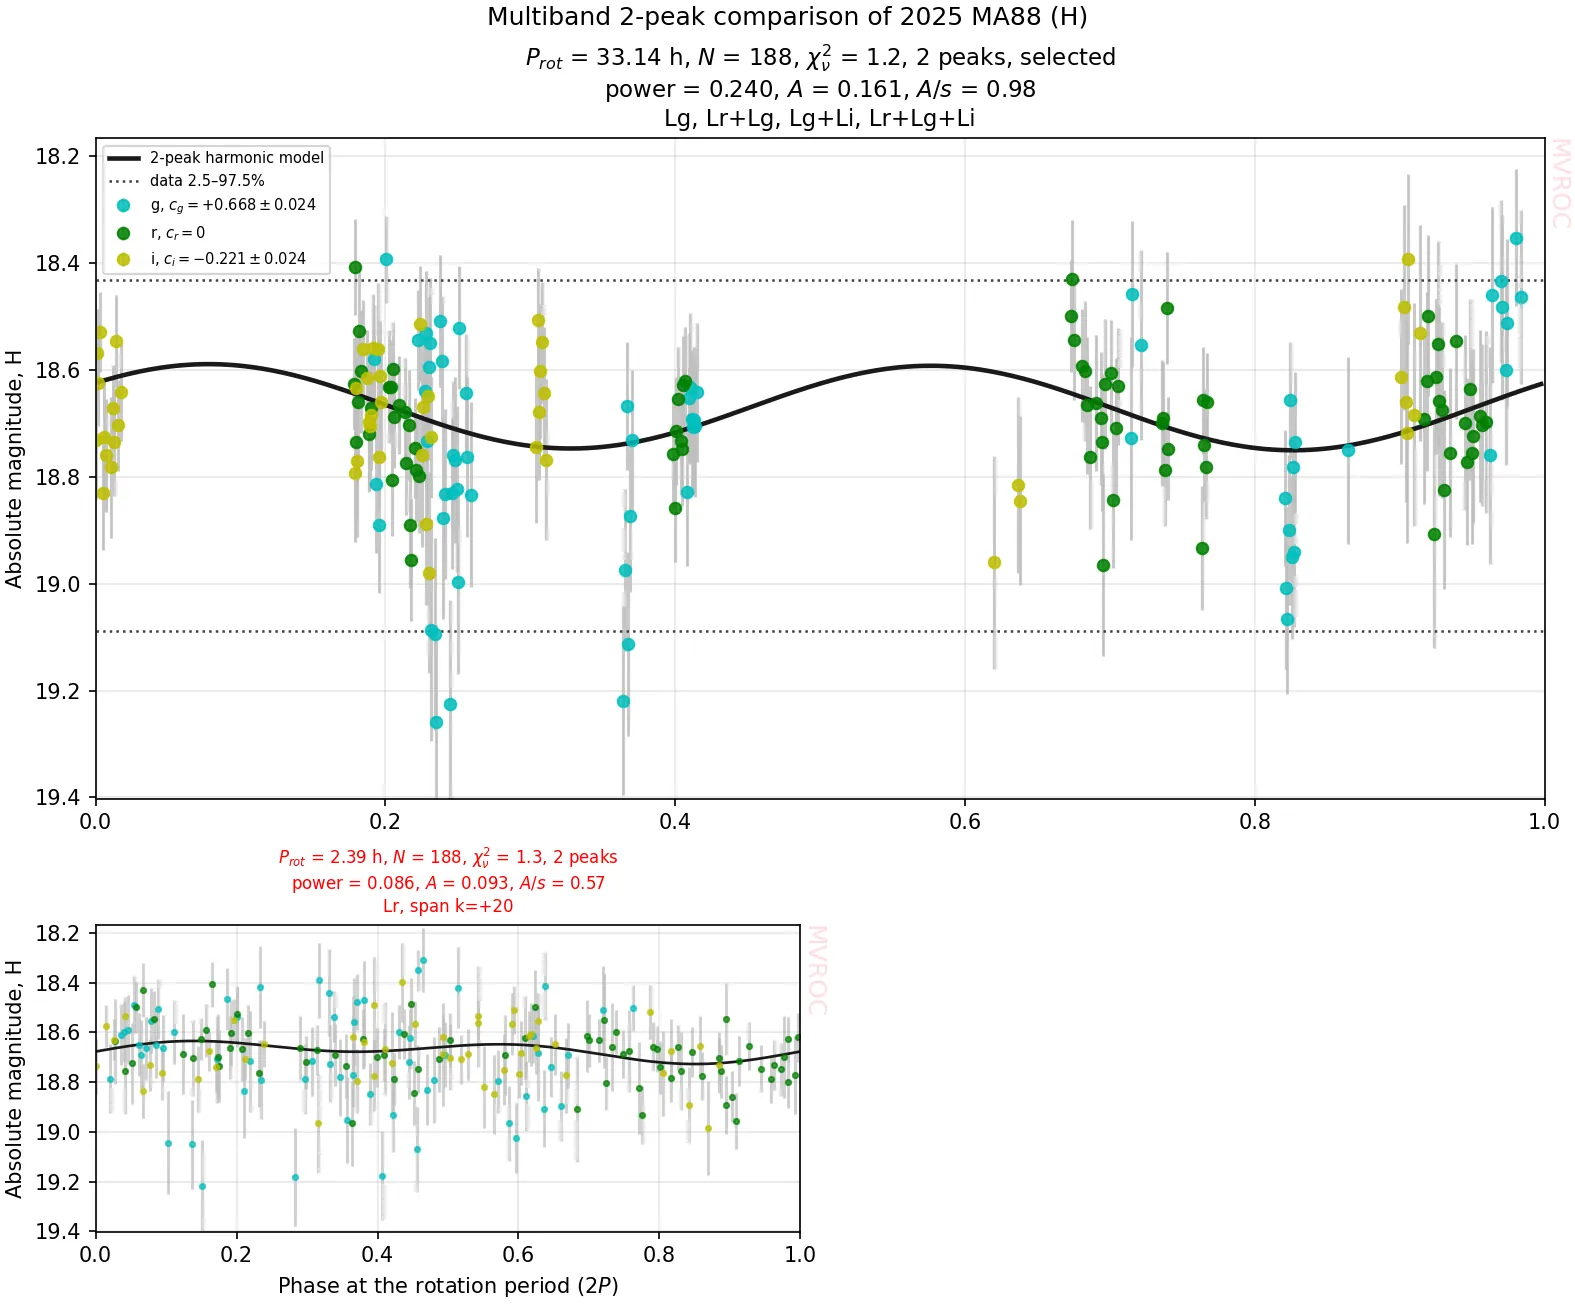 Multiband 2-peak comparison of 2025 MA88 (H)
P_rot = 33.14 h, N = 188, χ²_ν = 1.2, 2 peaks, selected
power = 0.240, A = 0.161, A/s = 0.98
Lg, Lr+Lg, Lg+Li, Lr+Lg+Li
2-peak harmonic model
data 2.5–97.5%
g, c_g = +0.668 ± 0.024
r, c_r = 0
i, c_i = −0.221 ± 0.024
MVROC
Absolute magnitude, H
18.2
18.4
18.6
18.8
19.0
19.2
19.4
0.0 0.2 0.4 0.6 0.8 1.0
P_rot = 2.39 h, N = 188, χ²_ν = 1.3, 2 peaks
power = 0.086, A = 0.093, A/s = 0.57
Lr, span k=+20
MVROC
Absolute magnitude, H
18.2
18.4
18.6
18.8
19.0
19.2
19.4
0.0 0.2 0.4 0.6 0.8 1.0
Phase at the rotation period (2P)